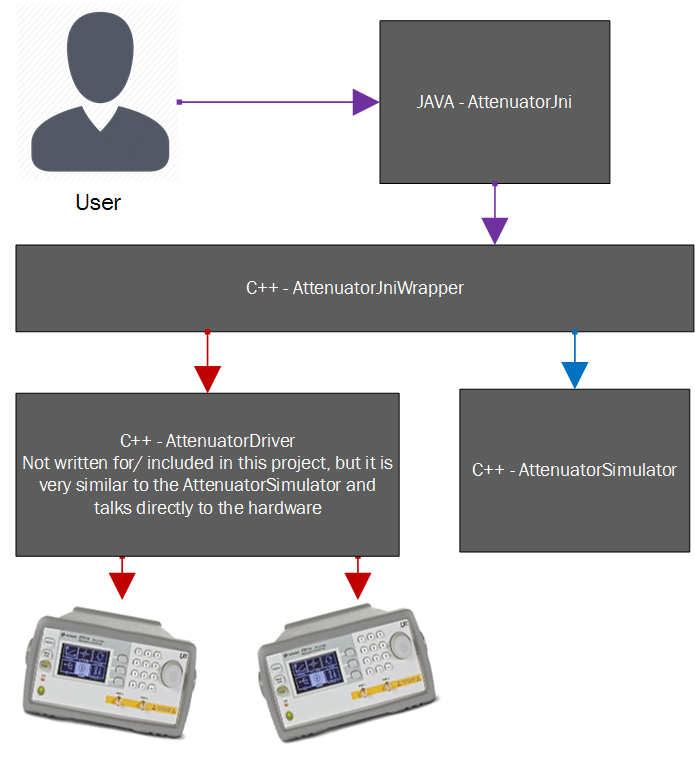 JAVA - AttenuatorJni
User
C++ - AttenuatorJniWrapper
C++ - AttenuatorDriver
Not written for/ included in this project, but it is
very similar to the AttenuatorSimulator and
talks directly to the hardware
C++ - AttenuatorSimulator